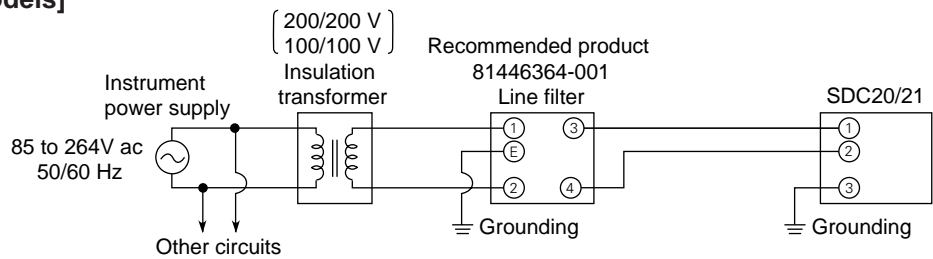 dels]
200/200 V
100/100 V
Insulation
transformer
Recommended product
81446364-001
Line filter
SDC20/21
Instrument
power supply
85 to 264V ac
50/60 Hz
1
E
2
3
4
1
2
3
Grounding
Grounding
Other circuits